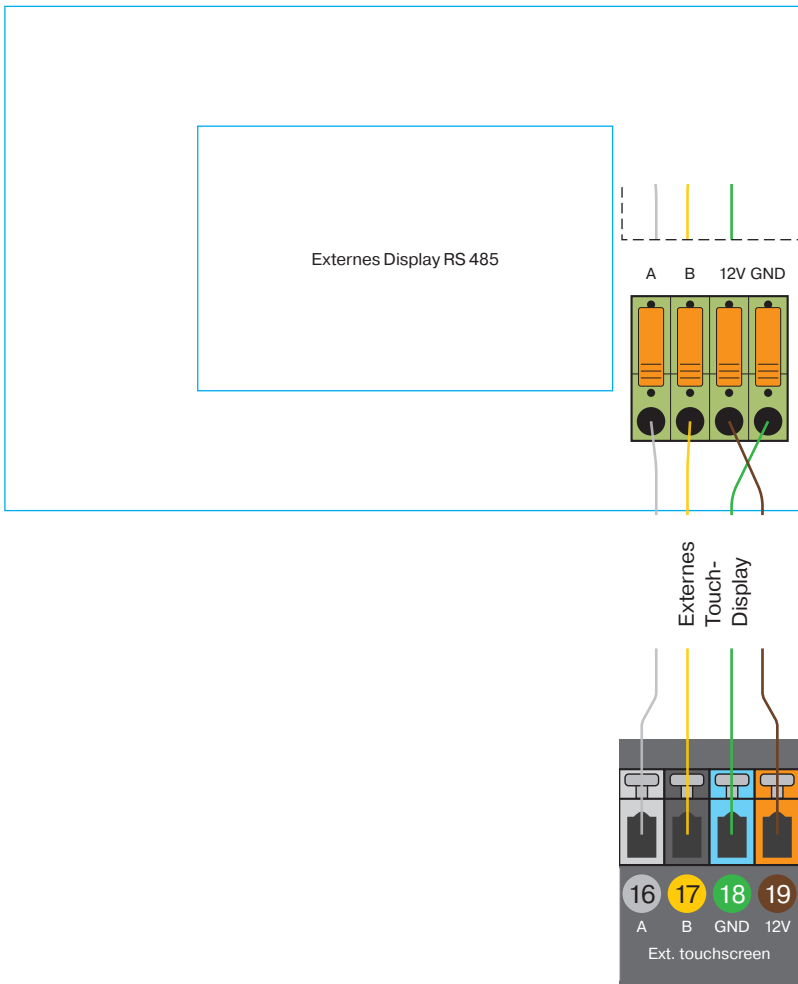 Externes Display RS 485
A B 12V GND
Externes
Touch-
Display
16 17 18 19
A B GND 12V
Ext. touchscreen